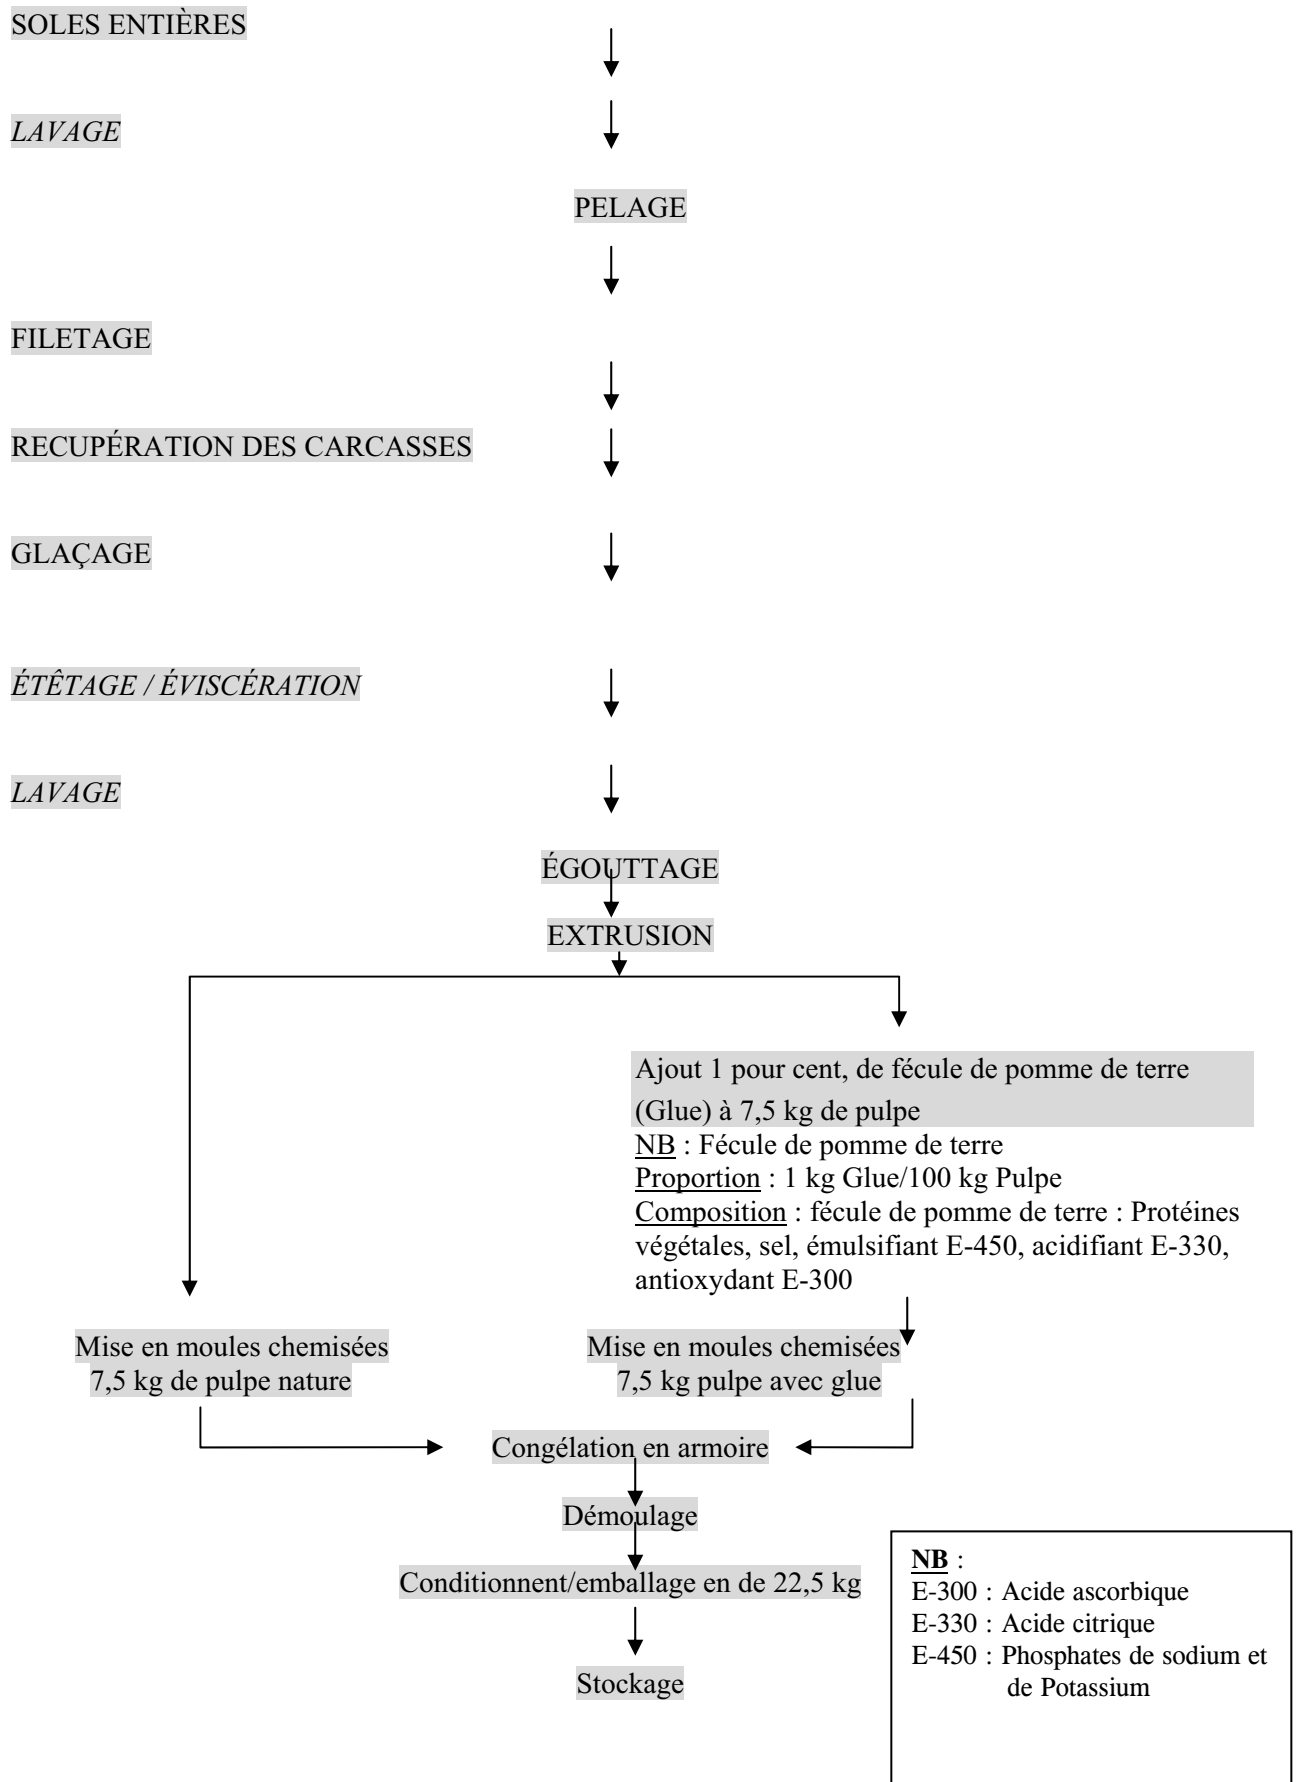 SOLES ENTIÈRES
LAVAGE
PELAGE
FILETAGE
RECUPÉRATION DES CARCASSES
GLAÇAGE
ÉTÊTAGE / ÉVISCÉRATION
LAVAGE
ÉGOUTTAGE
EXTRUSION
Ajout 1 pour cent, de fécule de pomme de terre
(Glue) à 7,5 kg de pulpe
NB : Fécule de pomme de terre
Proportion : 1 kg Glue/100 kg Pulpe
Composition : fécule de pomme de terre : Protéines
végétales, sel, émulsifiant E-450, acidifiant E-330,
antioxydant E-300
Mise en moules chemisées
7,5 kg de pulpe nature
Mise en moules chemisées
7,5 kg pulpe avec glue
Congélation en armoire
Démoulage
Conditionnent/emballage en de 22,5 kg
Stockage
NB :
E-300 : Acide ascorbique
E-330 : Acide citrique
E-450 : Phosphates de sodium et
de Potassium